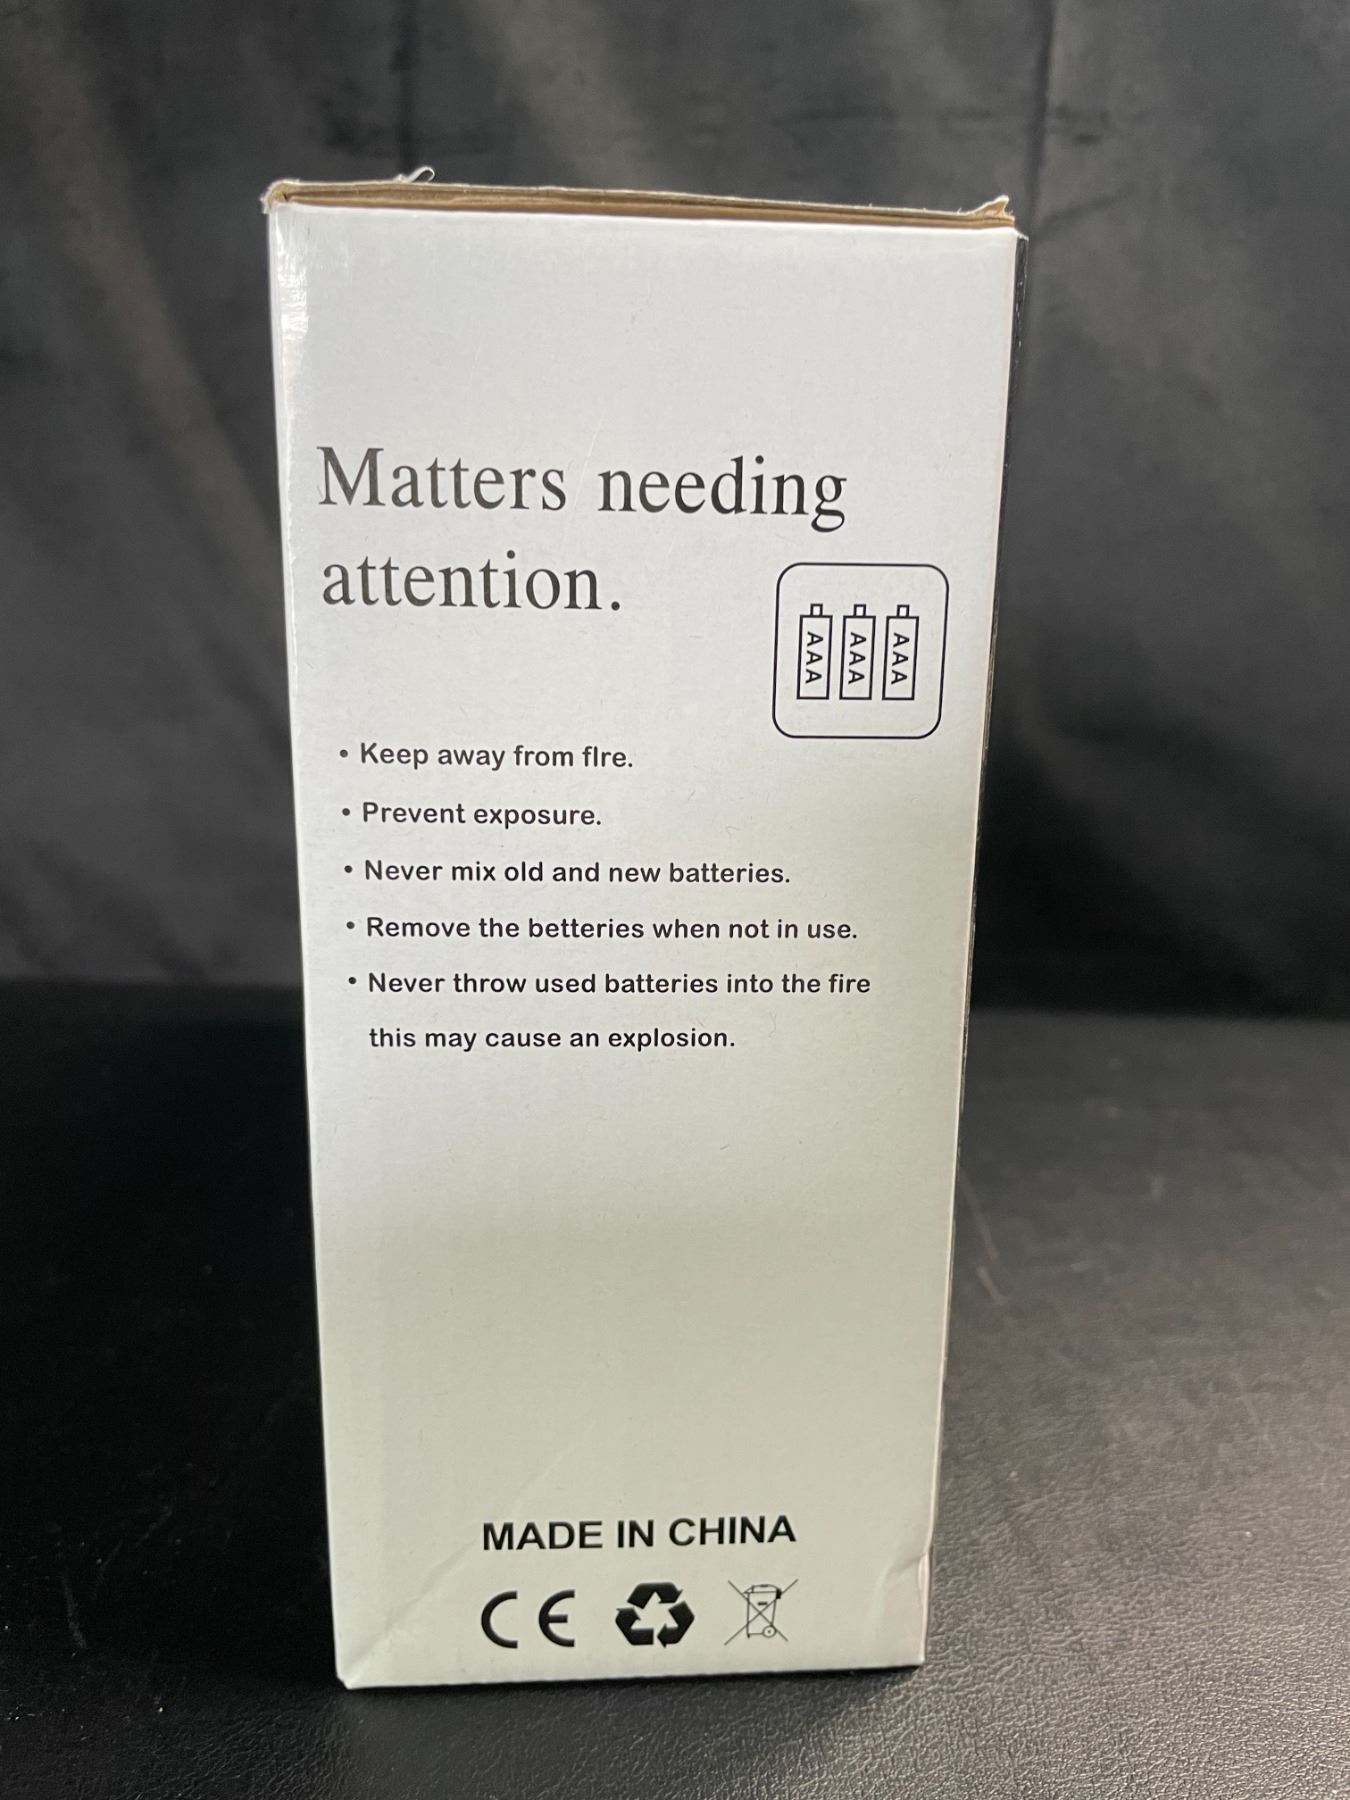 Matters needing
attention.
AAA AAA AAA
• Keep away from flre.
• Prevent exposure.
• Never mix old and new batteries.
• Remove the betteries when not in use.
• Never throw used batteries into the fire
this may cause an explosion.
MADE IN CHINA
CE